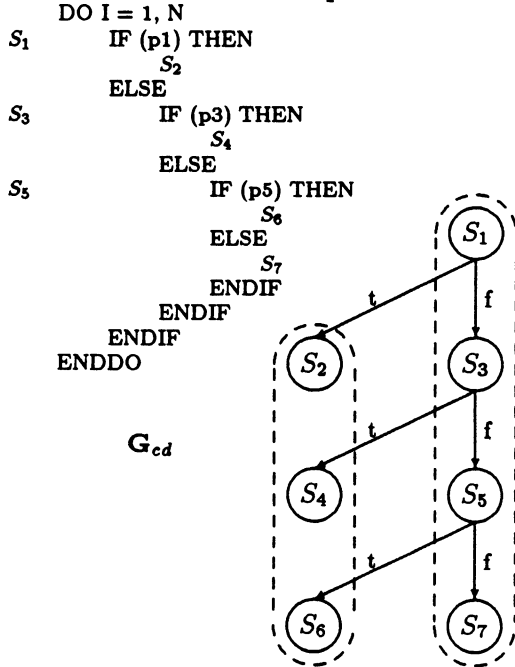 DO I = 1, N
S₁ IF (p1) THEN
S₂
ELSE
S₃ IF (p3) THEN
S₄
ELSE
S₅ IF (p5) THEN
S₆
ELSE
S₇
ENDIF
ENDIF
ENDIF
ENDDO
G_cd
S₁
t f
S₂ S₃
t f
S₄ S₅
t f
S₆ S₇